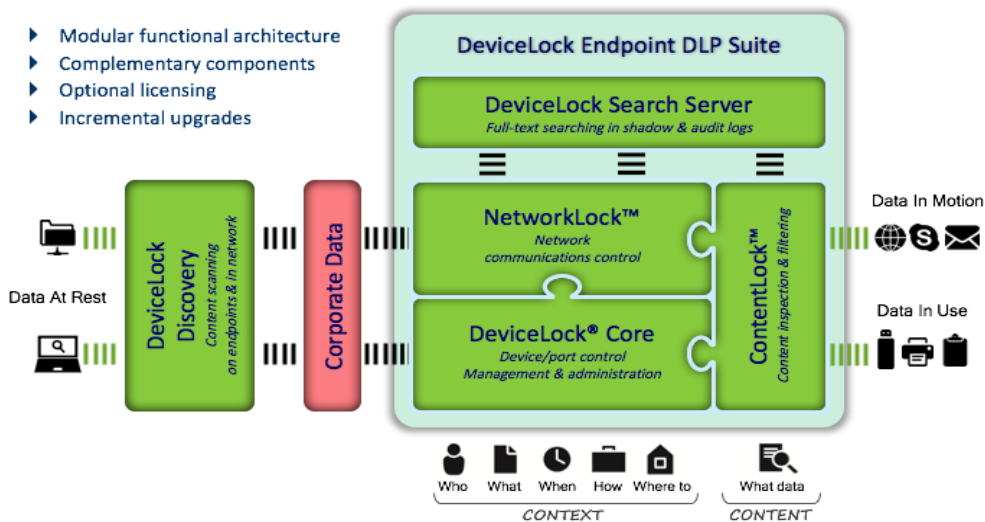 Modular functional architecture
Complementary components
Optional licensing
Incremental upgrades
DeviceLock Endpoint DLP Suite
DeviceLock Search Server
Full-text searching in shadow & audit logs
Data At Rest
DeviceLock
Discovery
Content scanning
on endpoints & in network
Corporate Data
NetworkLock™
Network
communications control
DeviceLock® Core
Device/port control
Management & administration
ContentLock™
Content inspection & filtering
Data In Motion
Data In Use
Who
What
When
How
Where to
What data
CONTEXT
CONTENT